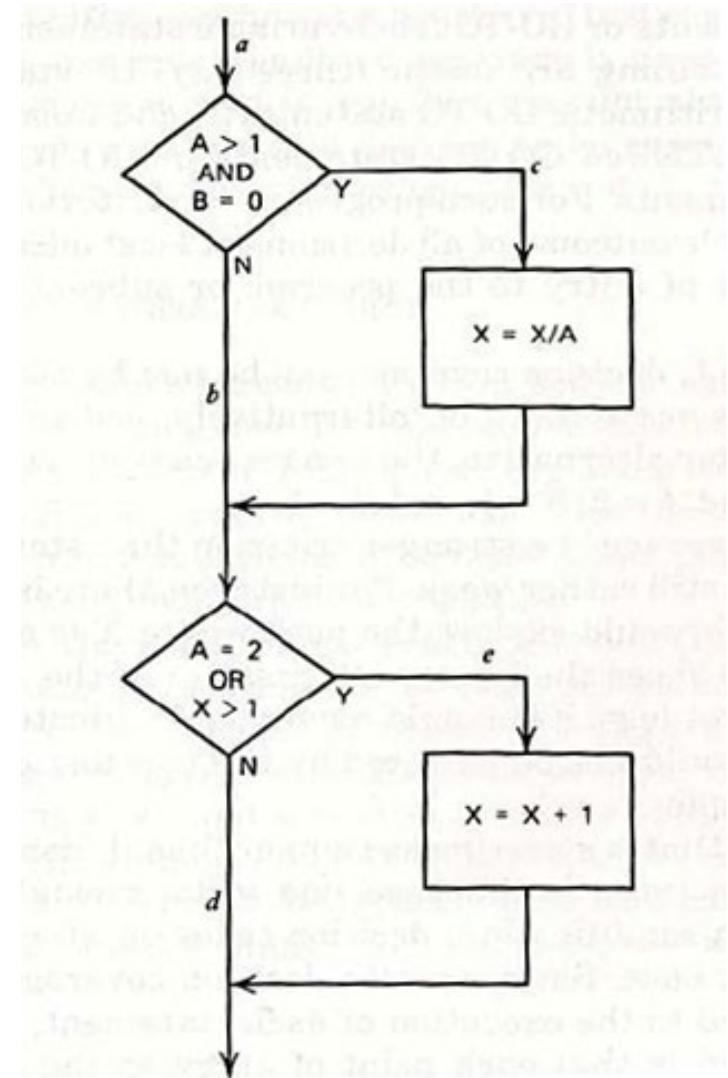 a
A > 1
AND
B = 0
Y
c
N
X = X/A
b
A = 2
OR
X > 1
Y
e
N
X = X + 1
d